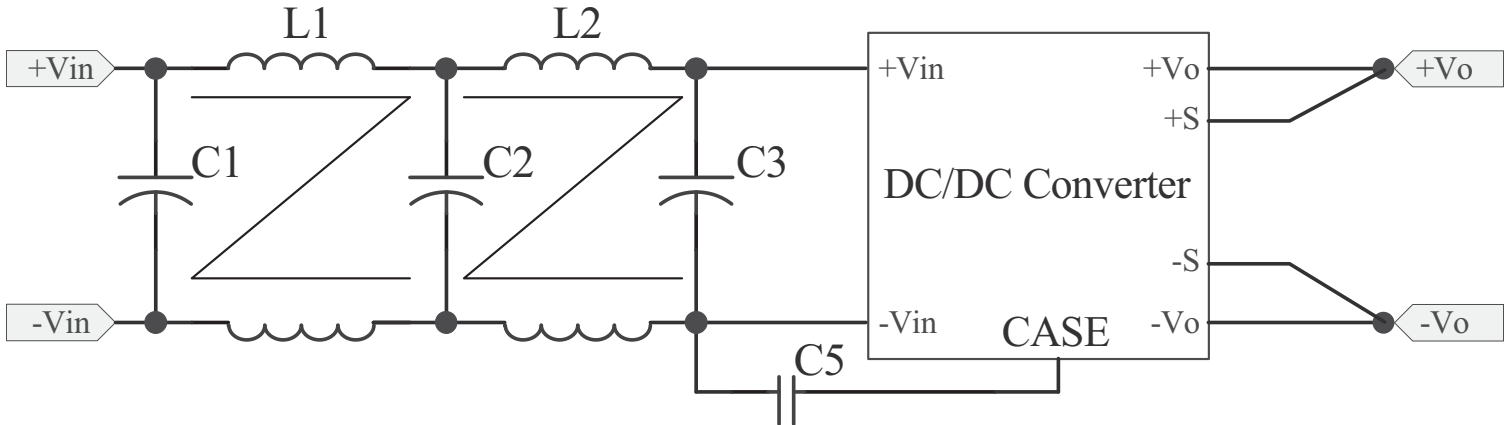 L1
L2
+Vin
+Vin
+Vo
+Vo
+S
C1
C2
C3
DC/DC Converter
-S
-Vin
-Vin
CASE
-Vo
-Vo
C5